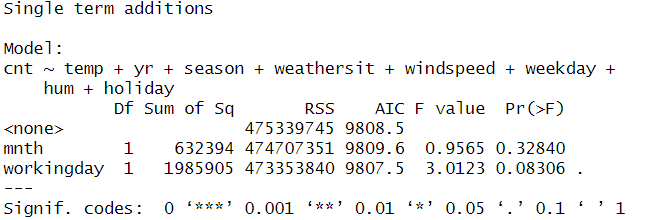 Single term additions
Model:
cnt ~ temp + yr + season + weathersit + windspeed + weekday +
    hum + holiday
           Df Sum of Sq       RSS    AIC F value  Pr(>F)
<none>                  475339745 9808.5
mnth        1    632394 474707351 9809.6  0.9565 0.32840
workingday  1   1985905 473353840 9807.5  3.0123 0.08306 .
---
Signif. codes:  0 ‘***’ 0.001 ‘**’ 0.01 ‘*’ 0.05 ‘.’ 0.1 ‘ ’ 1